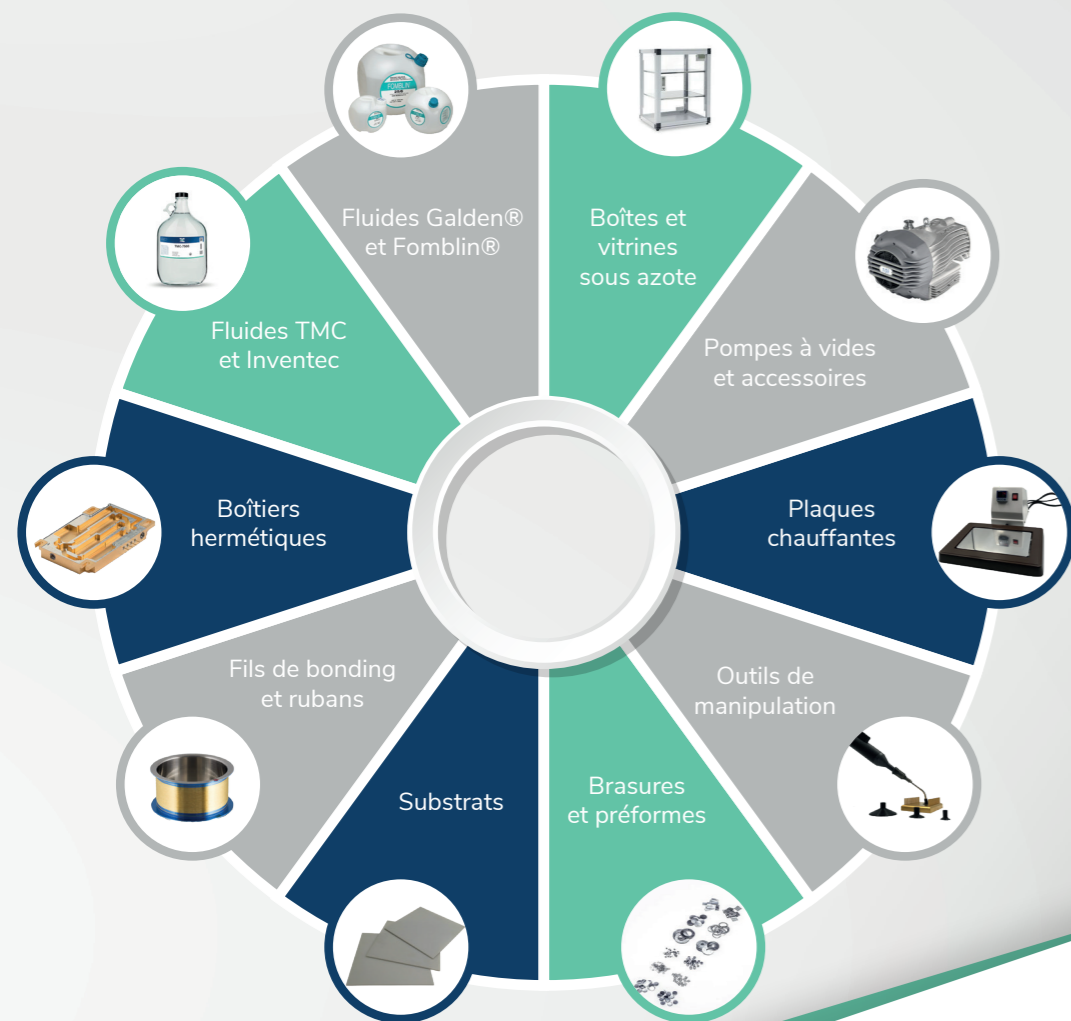 Fluides Galden®
et Fomblin®
Boîtes et
vitrines
sous azote
Pompes à vides
et accessoires
Plaques
chauffantes
Outils de
manipulation
Brasures
et préformes
Substrats
Fils de bonding
et rubans
Boîtiers
hermétiques
Fluides TMC
et Inventec
FOMBLIN